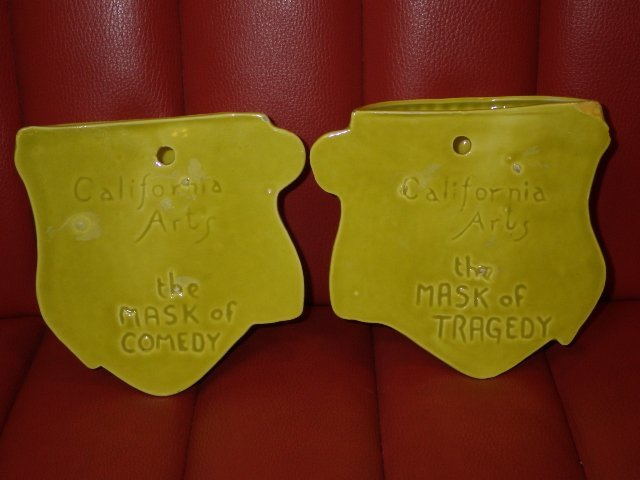 California
Arts
the
MASK of
COMEDY
California
Arts
the
MASK of
TRAGEDY